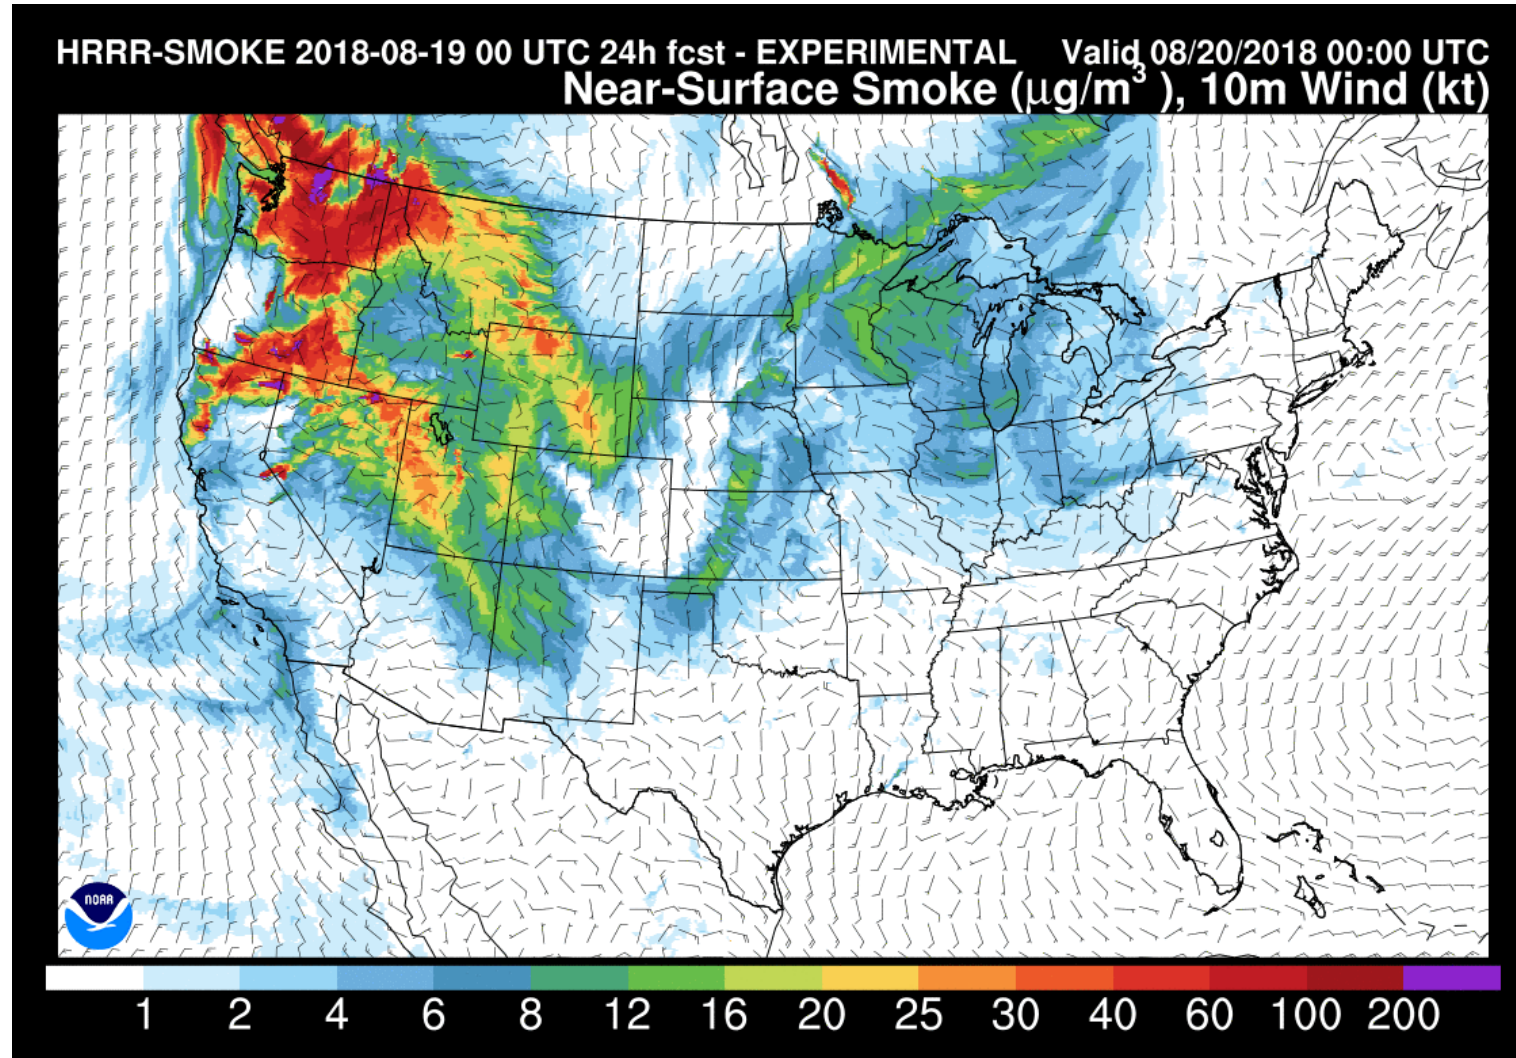 HRRR-SMOKE 2018-08-19 00 UTC 24h fcst - EXPERIMENTAL Valid 08/20/2018 00:00 UTC
Near-Surface Smoke (μg/m³ ), 10m Wind (kt)
NOAA
1 2 4 6 8 12 16 20 25 30 40 60 100 200